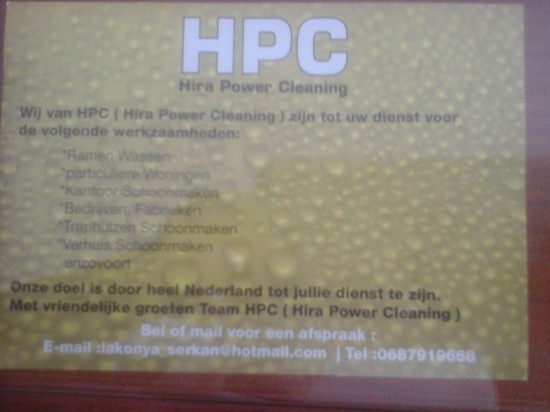 HPC
Hira Power Cleaning
Wij van HPC ( Hira Power Cleaning ) zijn tot uw dienst voor
de volgende werkzaamheden:
*Ramen Wassen
*particuliere Woningen
*Kantoor Schoonmaken
*Bedrijven, Fabrieken
*Traphuizen Schoonmaken
*Verhuis Schoonmaken
enzovoort
Onze doel is door heel Nederland tot jullie dienst te zijn.
Met vriendelijke groeten Team HPC ( Hira Power Cleaning )
Bel of mail voor een afspraak :
E-mail :lakonya_serkan@hotmail.com | Tel :0687919668